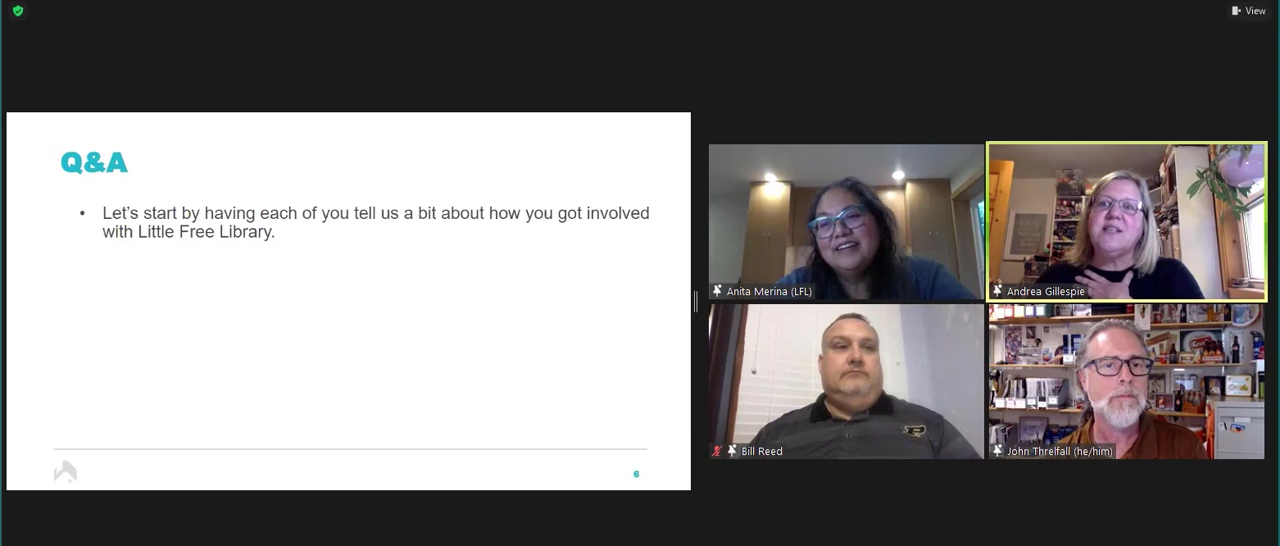 View
Q&A
• Let’s start by having each of you tell us a bit about how you got involved
with Little Free Library.
6
Anita Merina (LFL)
Andrea Gillespie
Bill Reed
John Threlfall (he/him)